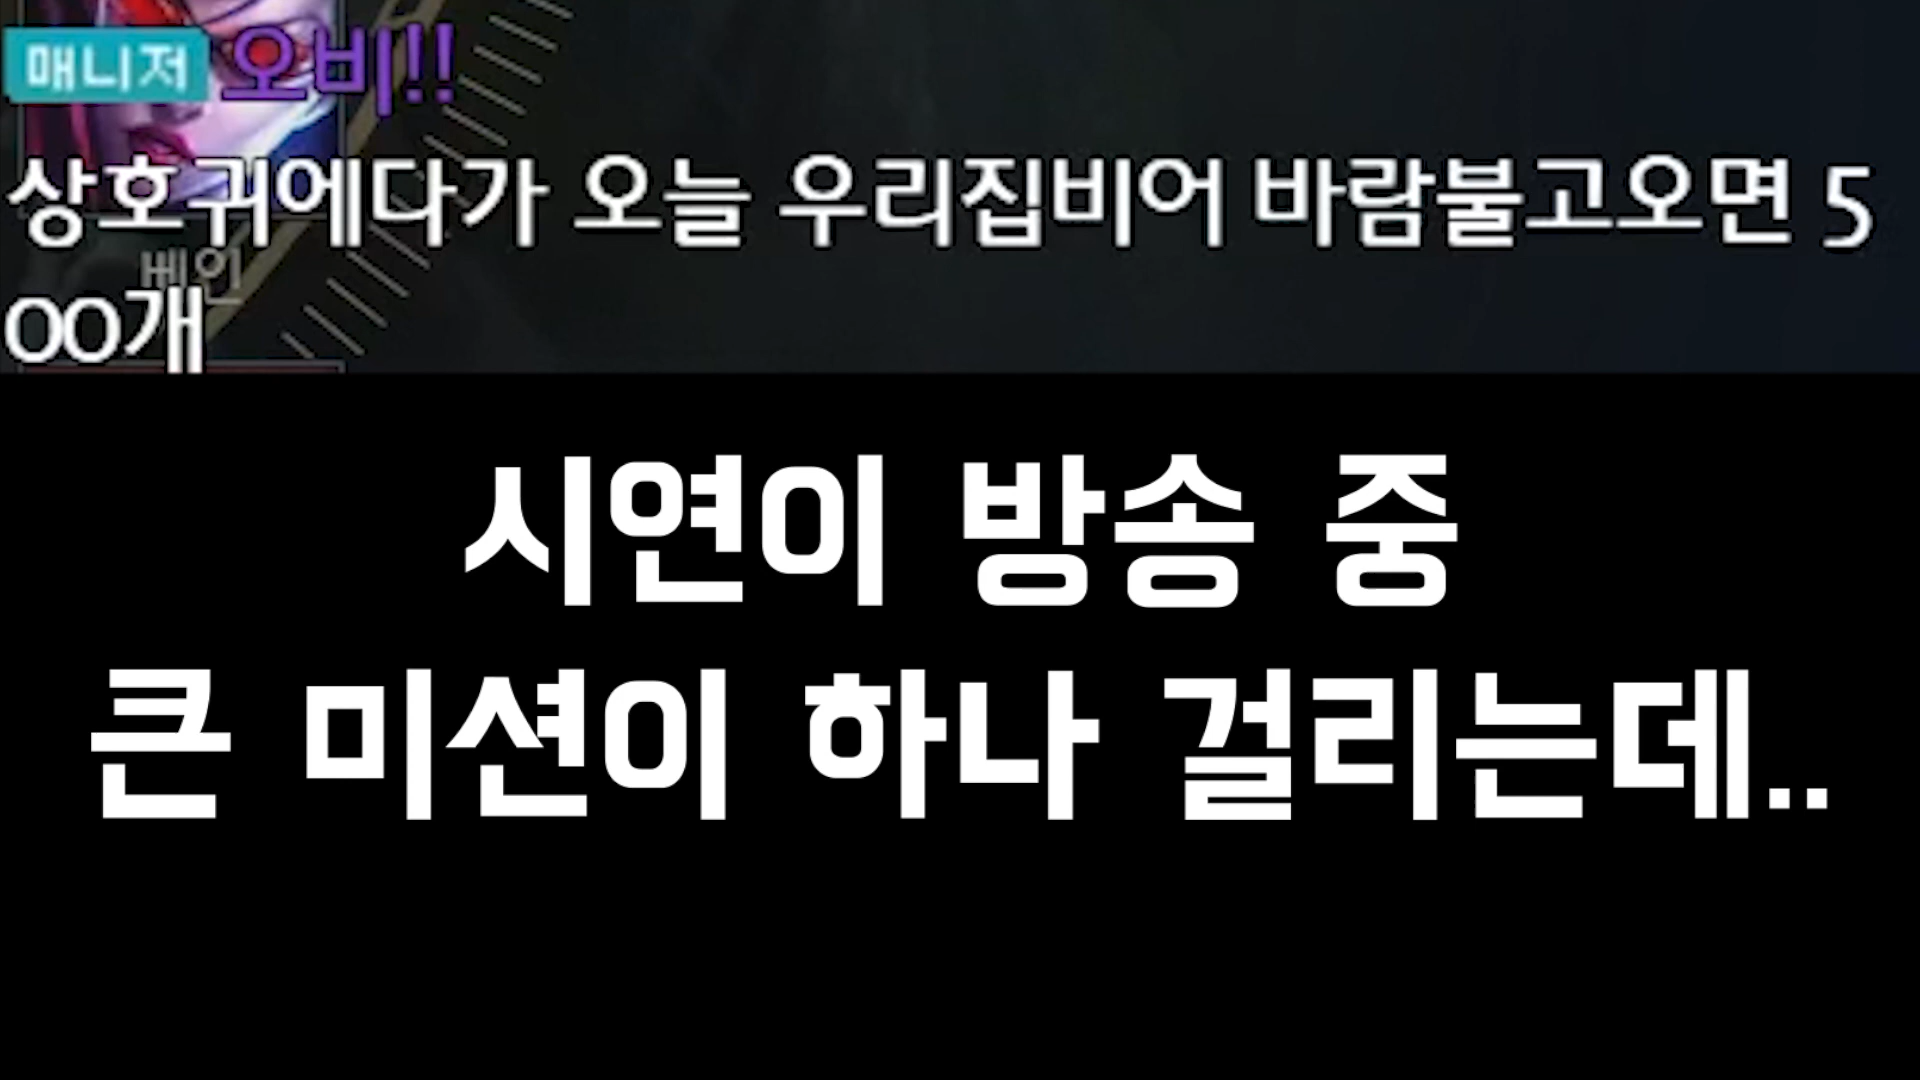 매니저 오비!!
상호귀에다가 오늘 우리집비어 바람불고오면 5
00개
베인
시연이 방송 중
큰 미션이 하나 걸리는데..